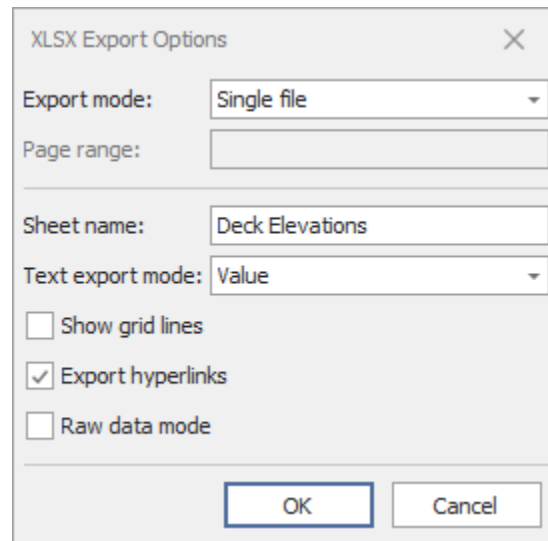 XLSX Export Options
Export mode: Single file
Page range:
Sheet name: Deck Elevations
Text export mode: Value
Show grid lines
Export hyperlinks
Raw data mode
OK Cancel